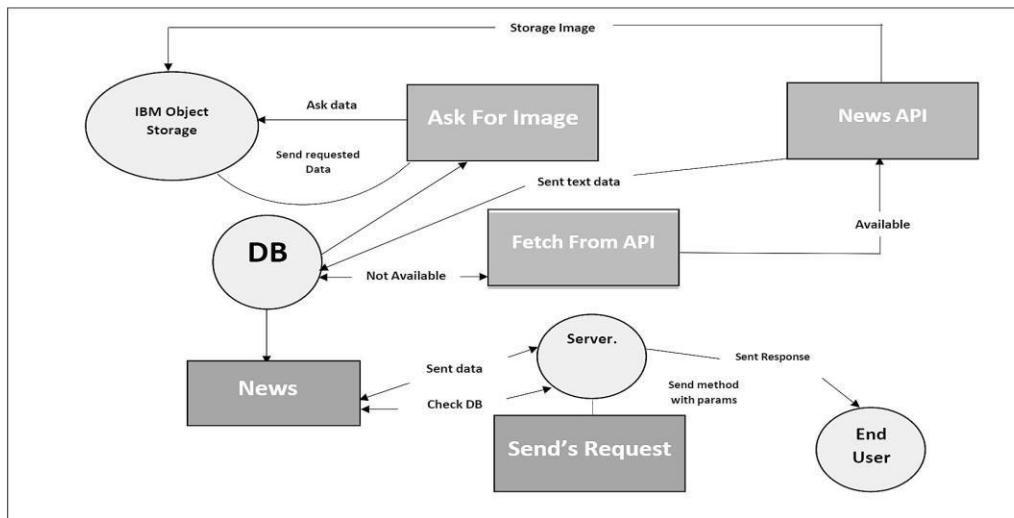 Storage Image
IBM Object
Storage
Ask data
Ask For Image
News API
Send requested
Data
Sent text data
Available
DB
Fetch From API
Not Available
Server.
Sent data
Sent Response
News
Check DB
Send method
with params
Send’s Request
End
User